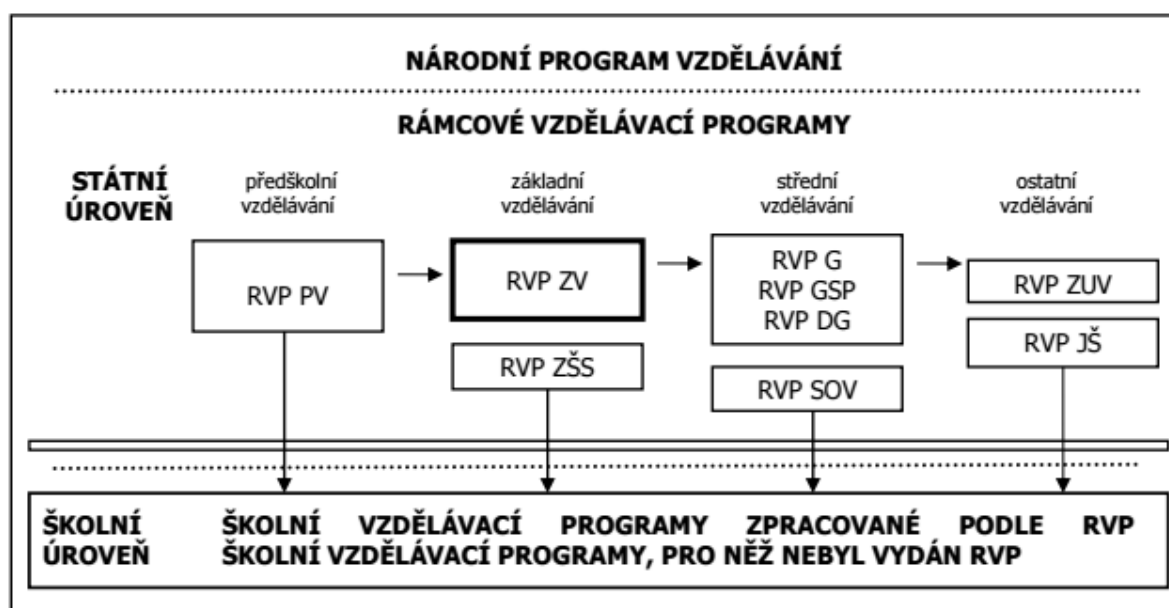 NÁRODNÍ PROGRAM VZDĚLÁVÁNÍ
RÁMCOVÉ VZDĚLÁVACÍ PROGRAMY
STÁTNÍ
ÚROVEŇ
předškolní
vzdělávání
základní
vzdělávání
střední
vzdělávání
ostatní
vzdělávání
RVP PV
RVP ZV
RVP ZŠS
RVP G
RVP GSP
RVP DG
RVP SOV
RVP ZUV
RVP JŠ
ŠKOLNÍ
ÚROVEŇ
ŠKOLNÍ VZDĚLÁVACÍ PROGRAMY ZPRACOVANÉ PODLE RVP
ŠKOLNÍ VZDĚLÁVACÍ PROGRAMY, PRO NĚŽ NEBYL VYDÁN RVP